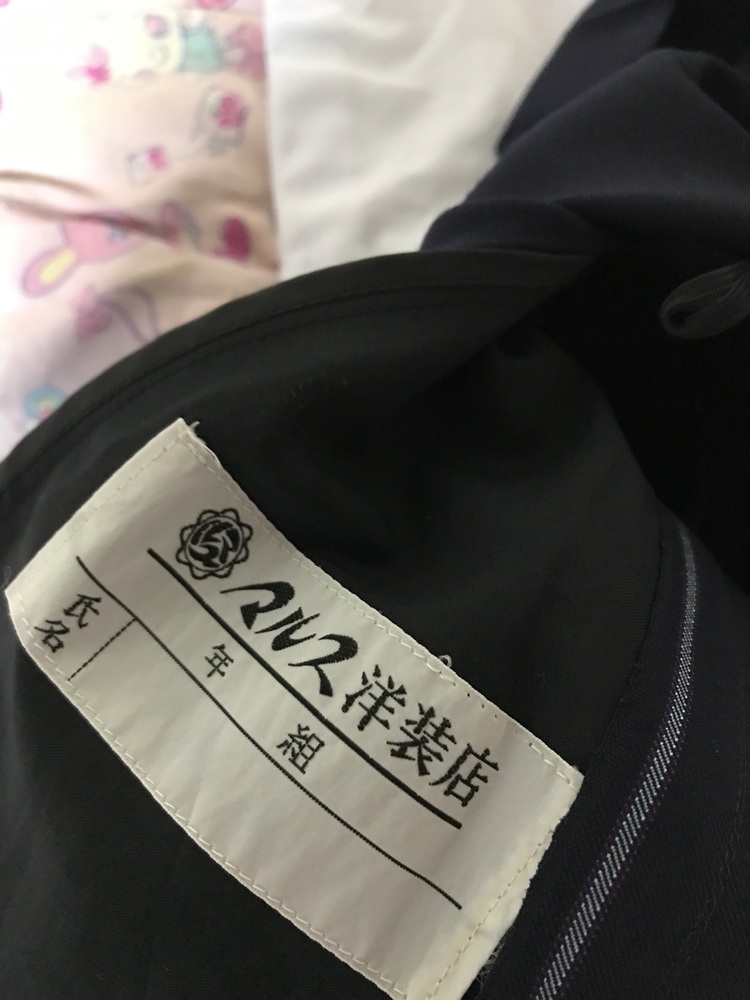 マルス洋装店
年 組
氏名